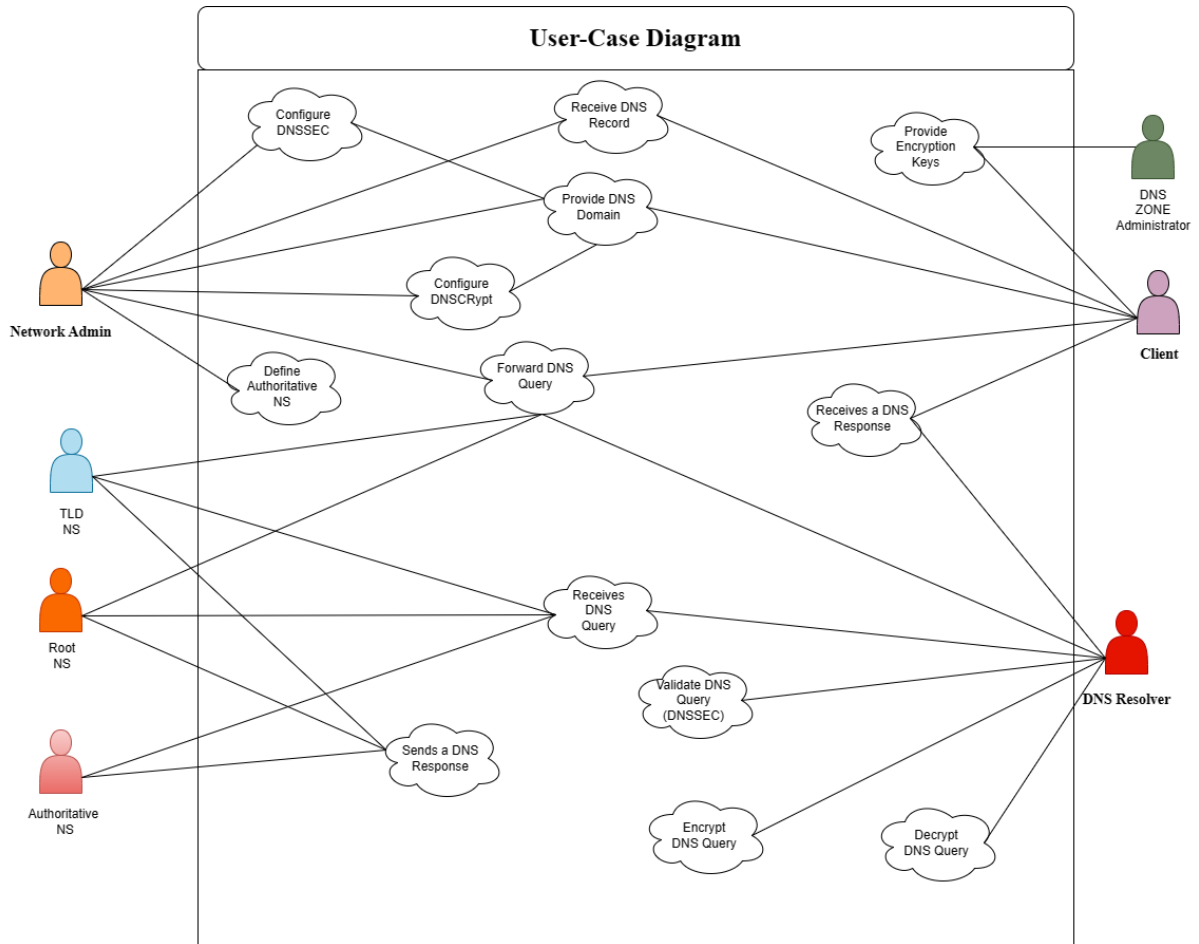 User-Case Diagram
Configure
DNSSEC
Receive DNS
Record
Provide
Encryption
Keys
DNS
ZONE
Administrator
Provide DNS
Domain
Network Admin
Configure
DNSCRypt
Client
Define
Authoritative
NS
Forward DNS
Query
Receives a DNS
Response
TLD
NS
Root
NS
Receives
DNS
Query
Validate DNS
Query
(DNSSEC)
DNS Resolver
Authoritative
NS
Sends a DNS
Response
Encrypt
DNS Query
Decrypt
DNS Query